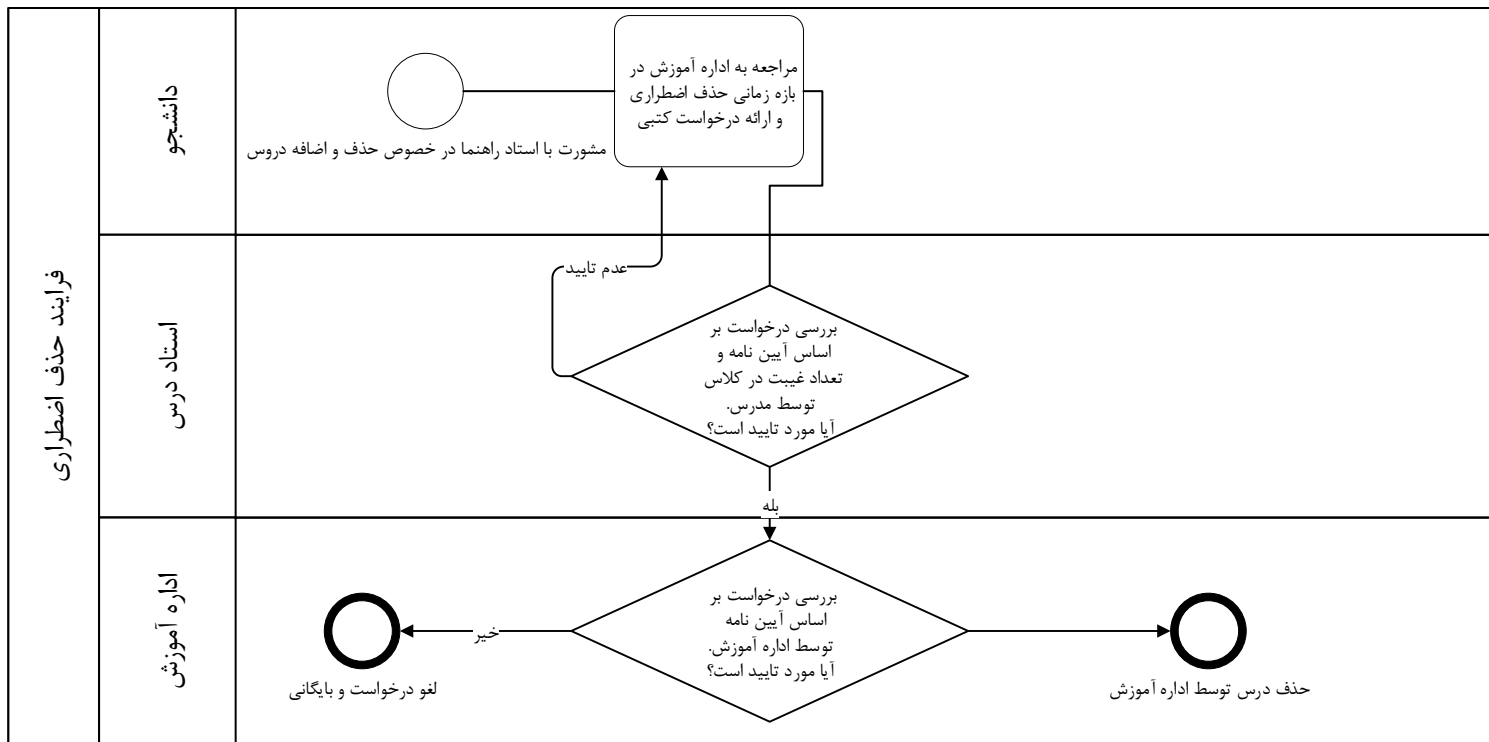 فرایند حذف اضطراری
دانشجو
مراجعه به اداره آموزش در
بازه زمانی حذف اضطراری
و ارائه درخواست کتبی
مشورت با استاد راهنما در خصوص حذف و اضافه دروس
استاد درس
عدم تایید
بررسی درخواست بر
اساس آیین نامه و
تعداد غیبت در کلاس
توسط مدرس.
آیا مورد تایید است؟
بله
اداره آموزش
بررسی درخواست بر
اساس آیین نامه
توسط اداره آموزش.
آیا مورد تایید است؟
خیر
حذف درس توسط اداره آموزش
لغو درخواست و بایگانی